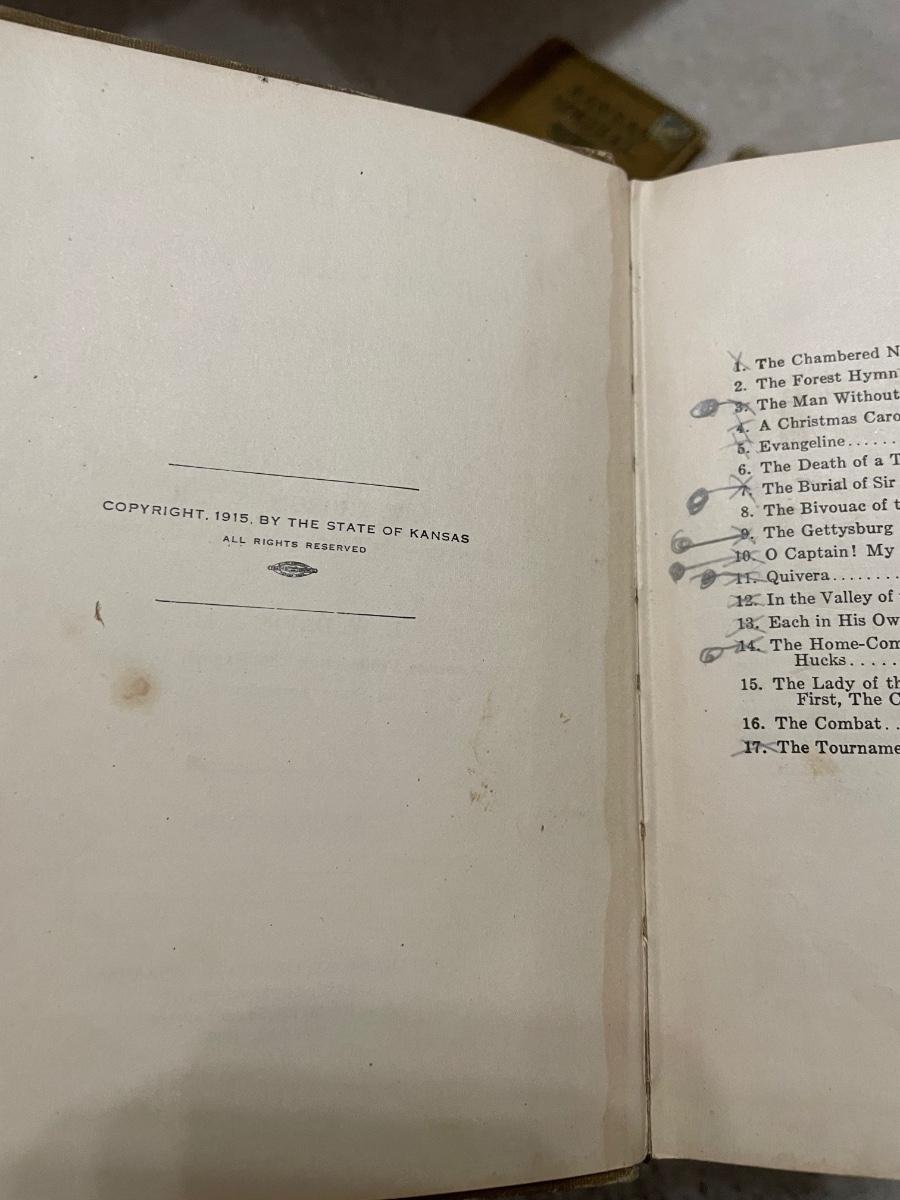 COPYRIGHT, 1915, BY THE STATE OF KANSAS
ALL RIGHTS RESERVED
1. The Chambered N
2. The Forest Hymn
3. The Man Without
4. A Christmas Caro
5. Evangeline......
6. The Death of a T
7. The Burial of Sir
8. The Bivouac of t
9. The Gettysburg
10. O Captain! My
11. Quivera........
12. In the Valley of
13. Each in His Ow
14. The Home-Com
Hucks.....
15. The Lady of th
First, The C
16. The Combat..
17. The Tourname